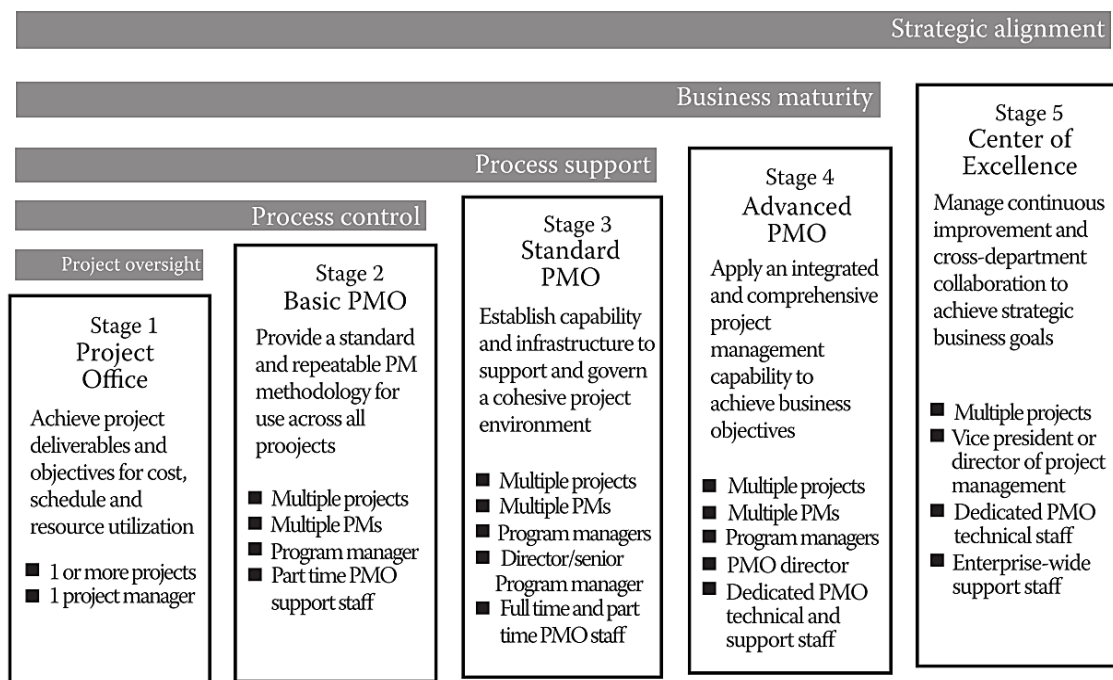 Strategic alignment
Business maturity
Process support
Process control
Project oversight
Stage 1
Project
Office
Achieve project
deliverables and
objectives for cost,
schedule and
resource utilization
■ 1 or more projects
■ 1 project manager
Stage 2
Basic PMO
Provide a standard
and repeatable PM
methodology for
use across all
proojects
■ Multiple projects
■ Multiple PMs
■ Program manager
■ Part time PMO
support staff
Stage 3
Standard
PMO
Establish capability
and infrastructure to
support and govern
a cohesive project
environment
■ Multiple projects
■ Multiple PMs
■ Program managers
■ Director/senior
Program manager
■ Full time and part
time PMO staff
Stage 4
Advanced
PMO
Apply an integrated
and comprehensive
project
management
capability to
achieve business
objectives
■ Multiple projects
■ Multiple PMs
■ Program managers
■ PMO director
■ Dedicated PMO
technical and
support staff
Stage 5
Center of
Excellence
Manage continuous
improvement and
cross-department
collaboration to
achieve strategic
business goals
■ Multiple projects
■ Vice president or
director of project
management
■ Dedicated PMO
technical staff
■ Enterprise-wide
support staff